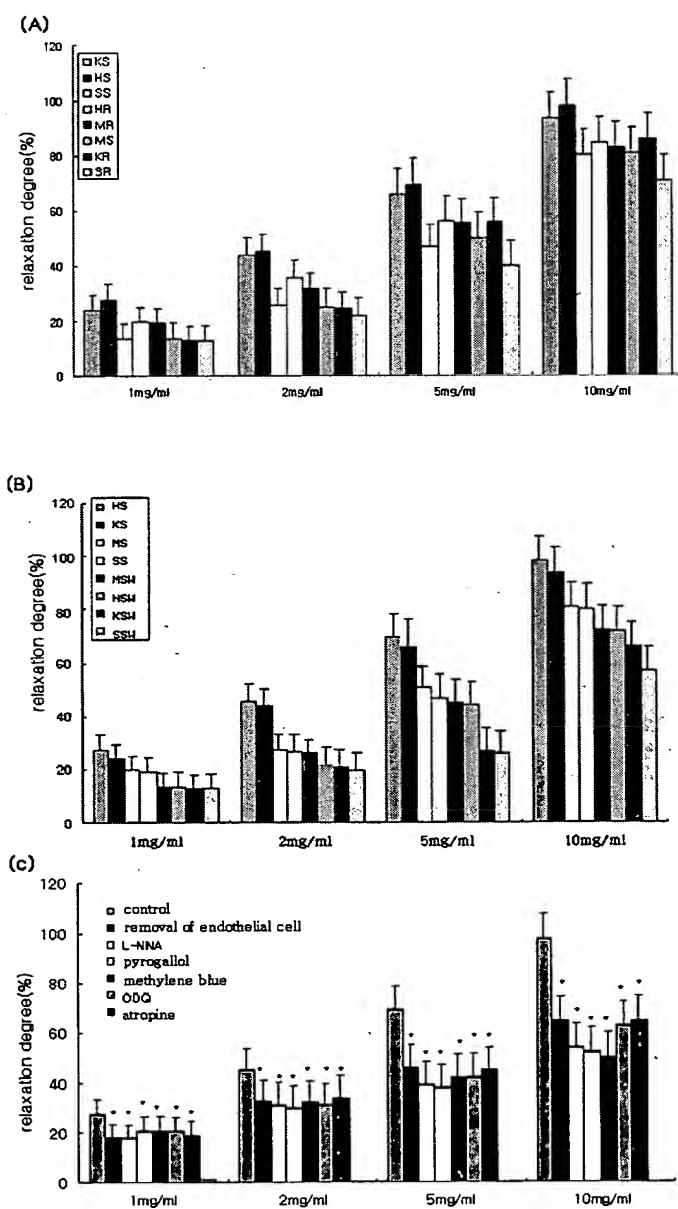 (A)
120
100
80
60
40
20
0
relaxation degree(%)
KS
HS
SS
HR
MR
MS
KR
SR
1mg/ml 2mg/ml 5mg/ml 10mg/ml
(B)
120
100
80
60
40
20
0
relaxation degree(%)
HS
KS
MS
SS
MSW
HSW
KSW
SSW
1mg/ml 2mg/ml 5mg/ml 10mg/ml
(C)
120
100
80
60
40
20
0
relaxation degree(%)
control
removal of endothelial cell
L-NNA
pyrogallol
methylene blue
ODQ
atropine
* * * * * *
* * * * * *
* * * * * *
* * * * * *
1mg/ml 2mg/ml 5mg/ml 10mg/ml